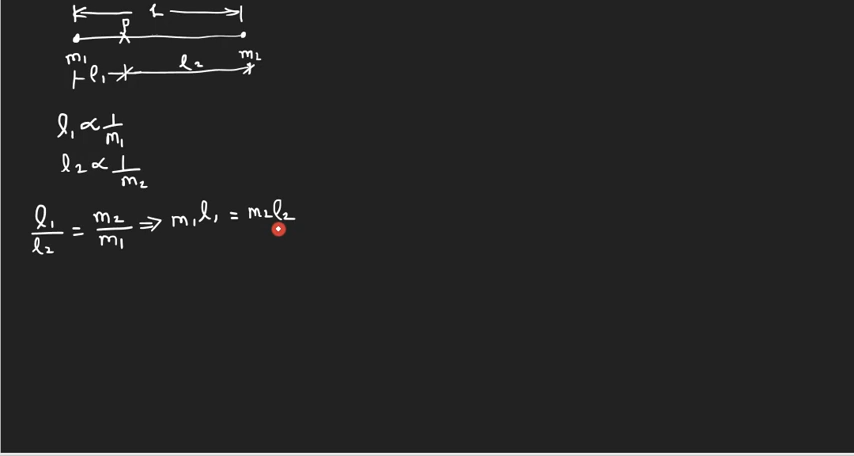 L
P
m₁ m₂
l₁ l₂
l₁ ∝ 1/m₁
l₂ ∝ 1/m₂
l₁/l₂ = m₂/m₁ ⇒ m₁l₁ = m₂l₂